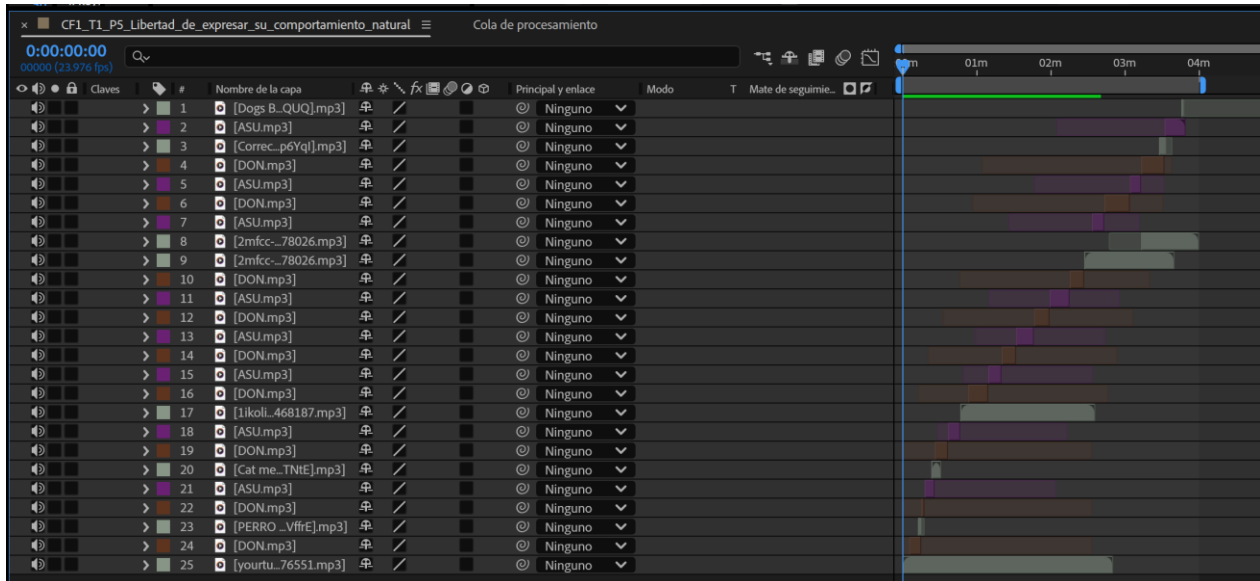 × CF1_T1_P5_Libertad_de_expresar_su_comportamiento_natural ≡ Cola de procesamiento
0:00:00:00
00000 (23.976 fps)
01m 02m 03m 04m
Claves # Nombre de la capa fx Principal y enlace Modo T Mate de seguimie...
1 [Dogs B...QUQ].mp3] Ninguno
2 [ASU.mp3] Ninguno
3 [Correc...p6YqI].mp3] Ninguno
4 [DON.mp3] Ninguno
5 [ASU.mp3] Ninguno
6 [DON.mp3] Ninguno
7 [ASU.mp3] Ninguno
8 [2mfcc-...78026.mp3] Ninguno
9 [2mfcc-...78026.mp3] Ninguno
10 [DON.mp3] Ninguno
11 [ASU.mp3] Ninguno
12 [DON.mp3] Ninguno
13 [ASU.mp3] Ninguno
14 [DON.mp3] Ninguno
15 [ASU.mp3] Ninguno
16 [DON.mp3] Ninguno
17 [1ikoli...468187.mp3] Ninguno
18 [ASU.mp3] Ninguno
19 [DON.mp3] Ninguno
20 [Cat me...TNtE].mp3] Ninguno
21 [ASU.mp3] Ninguno
22 [DON.mp3] Ninguno
23 [PERRO ...VffrE].mp3] Ninguno
24 [DON.mp3] Ninguno
25 [yourtu...76551.mp3] Ninguno